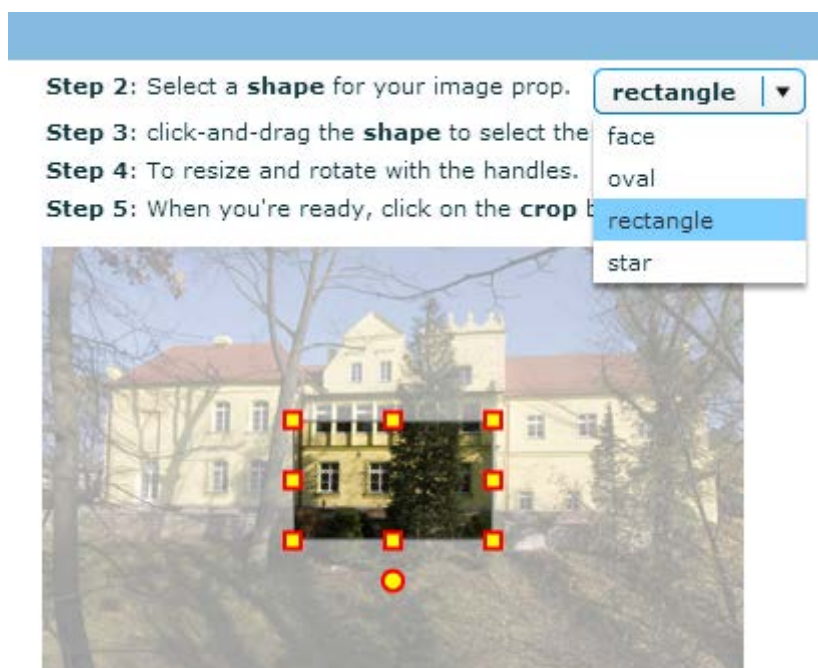 Step 2: Select a shape for your image prop.
rectangle
Step 3: click-and-drag the shape to select the
face
Step 4: To resize and rotate with the handles.
oval
Step 5: When you're ready, click on the crop
rectangle
star